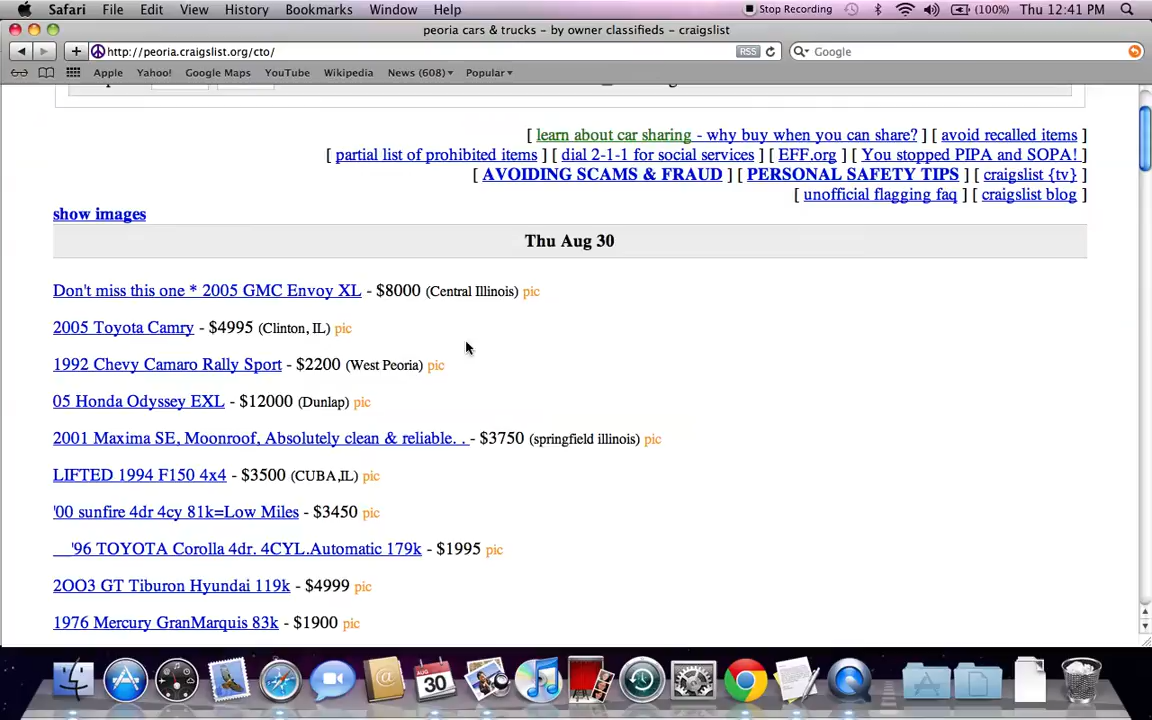 Safari File Edit View History Bookmarks Window Help Stop Recording (100%) Thu 12:41 PM
peoria cars & trucks - by owner classifieds - craigslist
http://peoria.craigslist.org/cto/ RSS Google
Apple Yahoo! Google Maps YouTube Wikipedia News (608) Popular
[ learn about car sharing - why buy when you can share? ] [ avoid recalled items ]
[ partial list of prohibited items ] [ dial 2-1-1 for social services ] [ EFF.org ] [ You stopped PIPA and SOPA! ]
[ AVOIDING SCAMS & FRAUD ] [ PERSONAL SAFETY TIPS ] [ craigslist {tv} ]
[ unofficial flagging faq ] [ craigslist blog ]
show images
Thu Aug 30
Don't miss this one * 2005 GMC Envoy XL - $8000 (Central Illinois) pic
2005 Toyota Camry - $4995 (Clinton, IL) pic
1992 Chevy Camaro Rally Sport - $2200 (West Peoria) pic
05 Honda Odyssey EXL - $12000 (Dunlap) pic
2001 Maxima SE, Moonroof, Absolutely clean & reliable. . - $3750 (springfield illinois) pic
LIFTED 1994 F150 4x4 - $3500 (CUBA,IL) pic
'00 sunfire 4dr 4cy 81k=Low Miles - $3450 pic
__'96 TOYOTA Corolla 4dr. 4CYL.Automatic 179k - $1995 pic
2OO3 GT Tiburon Hyundai 119k - $4999 pic
1976 Mercury GranMarquis 83k - $1900 pic
AUG
30